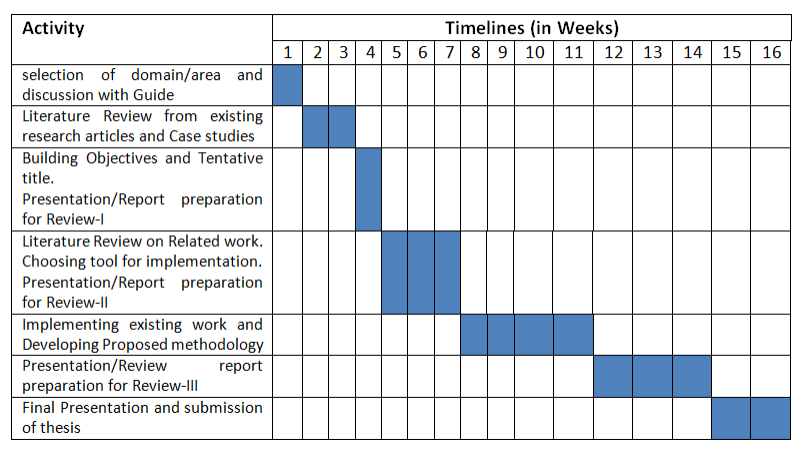 Activity
Timelines (in Weeks)
1 2 3 4 5 6 7 8 9 10 11 12 13 14 15 16
selection of domain/area and
discussion with Guide
Literature Review from existing
research articles and Case studies
Building Objectives and Tentative
title.
Presentation/Report preparation
for Review-I
Literature Review on Related work.
Choosing tool for implementation.
Presentation/Report preparation
for Review-II
Implementing existing work and
Developing Proposed methodology
Presentation/Review report
preparation for Review-III
Final Presentation and submission
of thesis